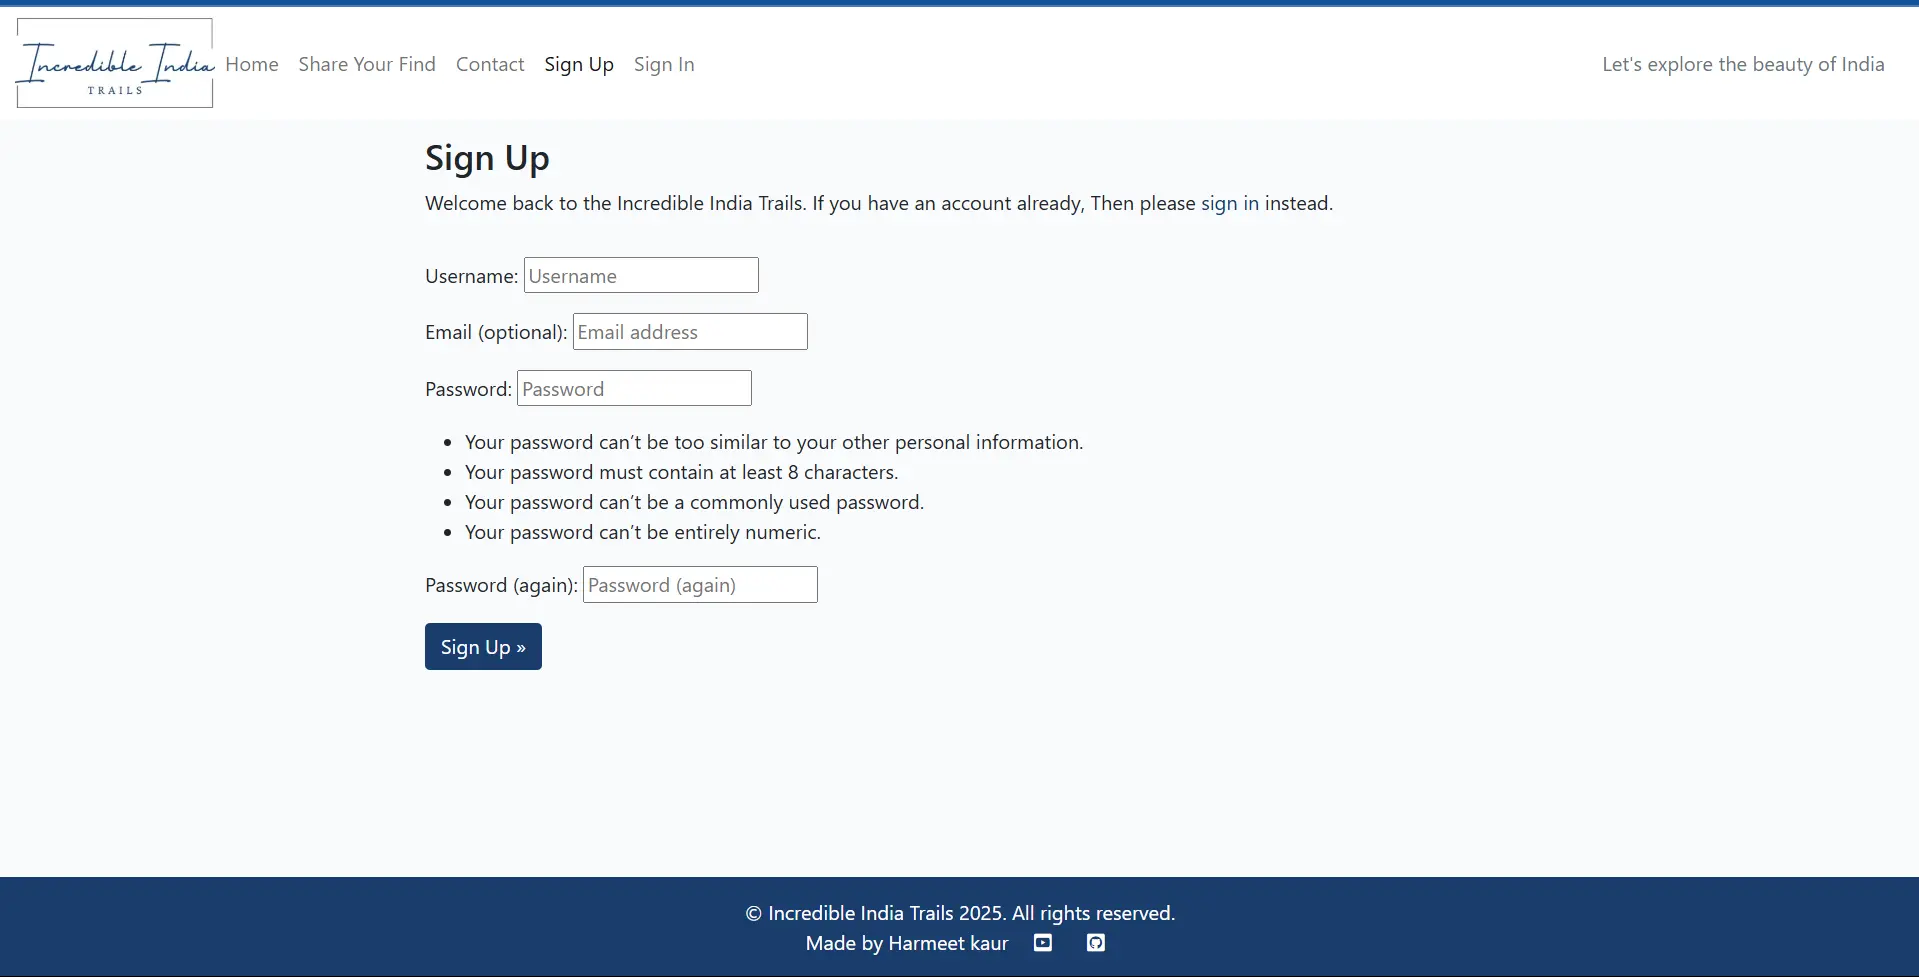 Incredible India
TRAILS
Home Share Your Find Contact Sign Up Sign In
Let's explore the beauty of India
Sign Up
Welcome back to the Incredible India Trails. If you have an account already, Then please sign in instead.
Username: Username
Email (optional): Email address
Password: Password
• Your password can’t be too similar to your other personal information.
• Your password must contain at least 8 characters.
• Your password can’t be a commonly used password.
• Your password can’t be entirely numeric.
Password (again): Password (again)
Sign Up »
© Incredible India Trails 2025. All rights reserved.
Made by Harmeet kaur